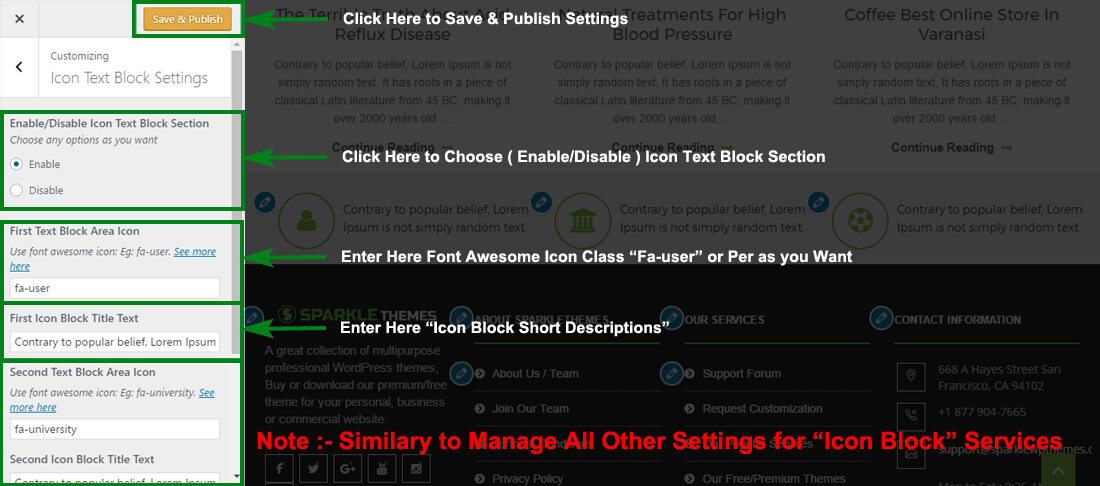 Save & Publish
Customizing
Icon Text Block Settings
Enable/Disable Icon Text Block Section
Choose any options as you want
Enable
Disable
First Text Block Area Icon
Use font awesome icon: Eg: fa-user. See more
here
fa-user
First Icon Block Title Text
Contrary to popular belief, Lorem Ipsum
Second Text Block Area Icon
Use font awesome icon: Eg: fa-university. See
more here
fa-university
Second Icon Block Title Text
Contrary to popular belief, Lorem Ipsum
Click Here to Save & Publish Settings
The Terrible Truth About Acid
Reflux Disease
Contrary to popular belief, Lorem Ipsum is not
simply random text. It has roots in a piece of
classical Latin literature from 45 BC, making it
over 2000 years old....
Continue Reading
Natural Treatments For High
Blood Pressure
Contrary to popular belief, Lorem Ipsum is not
simply random text. It has roots in a piece of
classical Latin literature from 45 BC, making it
over 2000 years old....
Continue Reading
Coffee Best Online Store In
Varanasi
Contrary to popular belief, Lorem Ipsum is not
simply random text. It has roots in a piece of
classical Latin literature from 45 BC, making it
over 2000 years old....
Continue Reading
Click Here to Choose ( Enable/Disable ) Icon Text Block Section
Contrary to popular belief, Lorem
Ipsum is not simply random text.
Contrary to popular belief, Lorem
Ipsum is not simply random text.
Contrary to popular belief, Lorem
Ipsum is not simply random text.
Enter Here Font Awesome Icon Class “Fa-user” or Per as you Want
SPARKLETHEMES
Enter Here “Icon Block Short Descriptions”
A great collection of multipurpose
professional WordPress themes,
Buy or download our premium/free
theme for your personal, business
or commercial website.
ABOUT SPARKLETHEMES
About Us / Team
Join Our Team
Privacy Policy
OUR SERVICES
Support Forum
Request Customization
Our Free/Premium Themes
CONTACT INFORMATION
668 A Hayes Street San
Francisco, CA 94102
+1 877 904-7665
support@sparklewpthemes.c
Mon to Sat : 9:35 AM
Note :- Similary to Manage All Other Settings for “Icon Block” Services